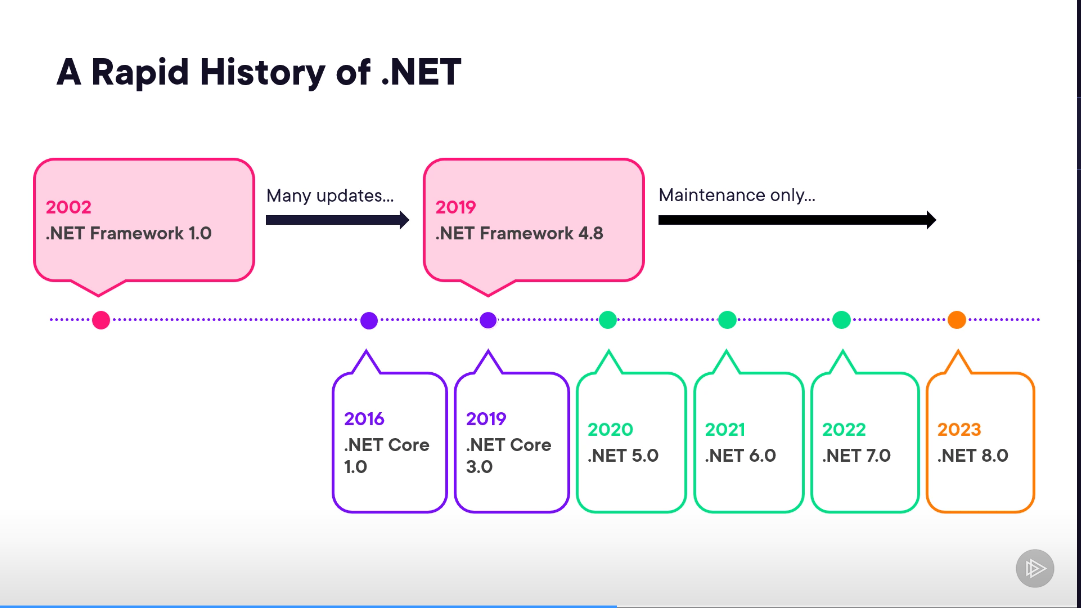 A Rapid History of .NET
2002
.NET Framework 1.0
Many updates...
2019
.NET Framework 4.8
Maintenance only...
2016
.NET Core
1.0
2019
.NET Core
3.0
2020
.NET 5.0
2021
.NET 6.0
2022
.NET 7.0
2023
.NET 8.0